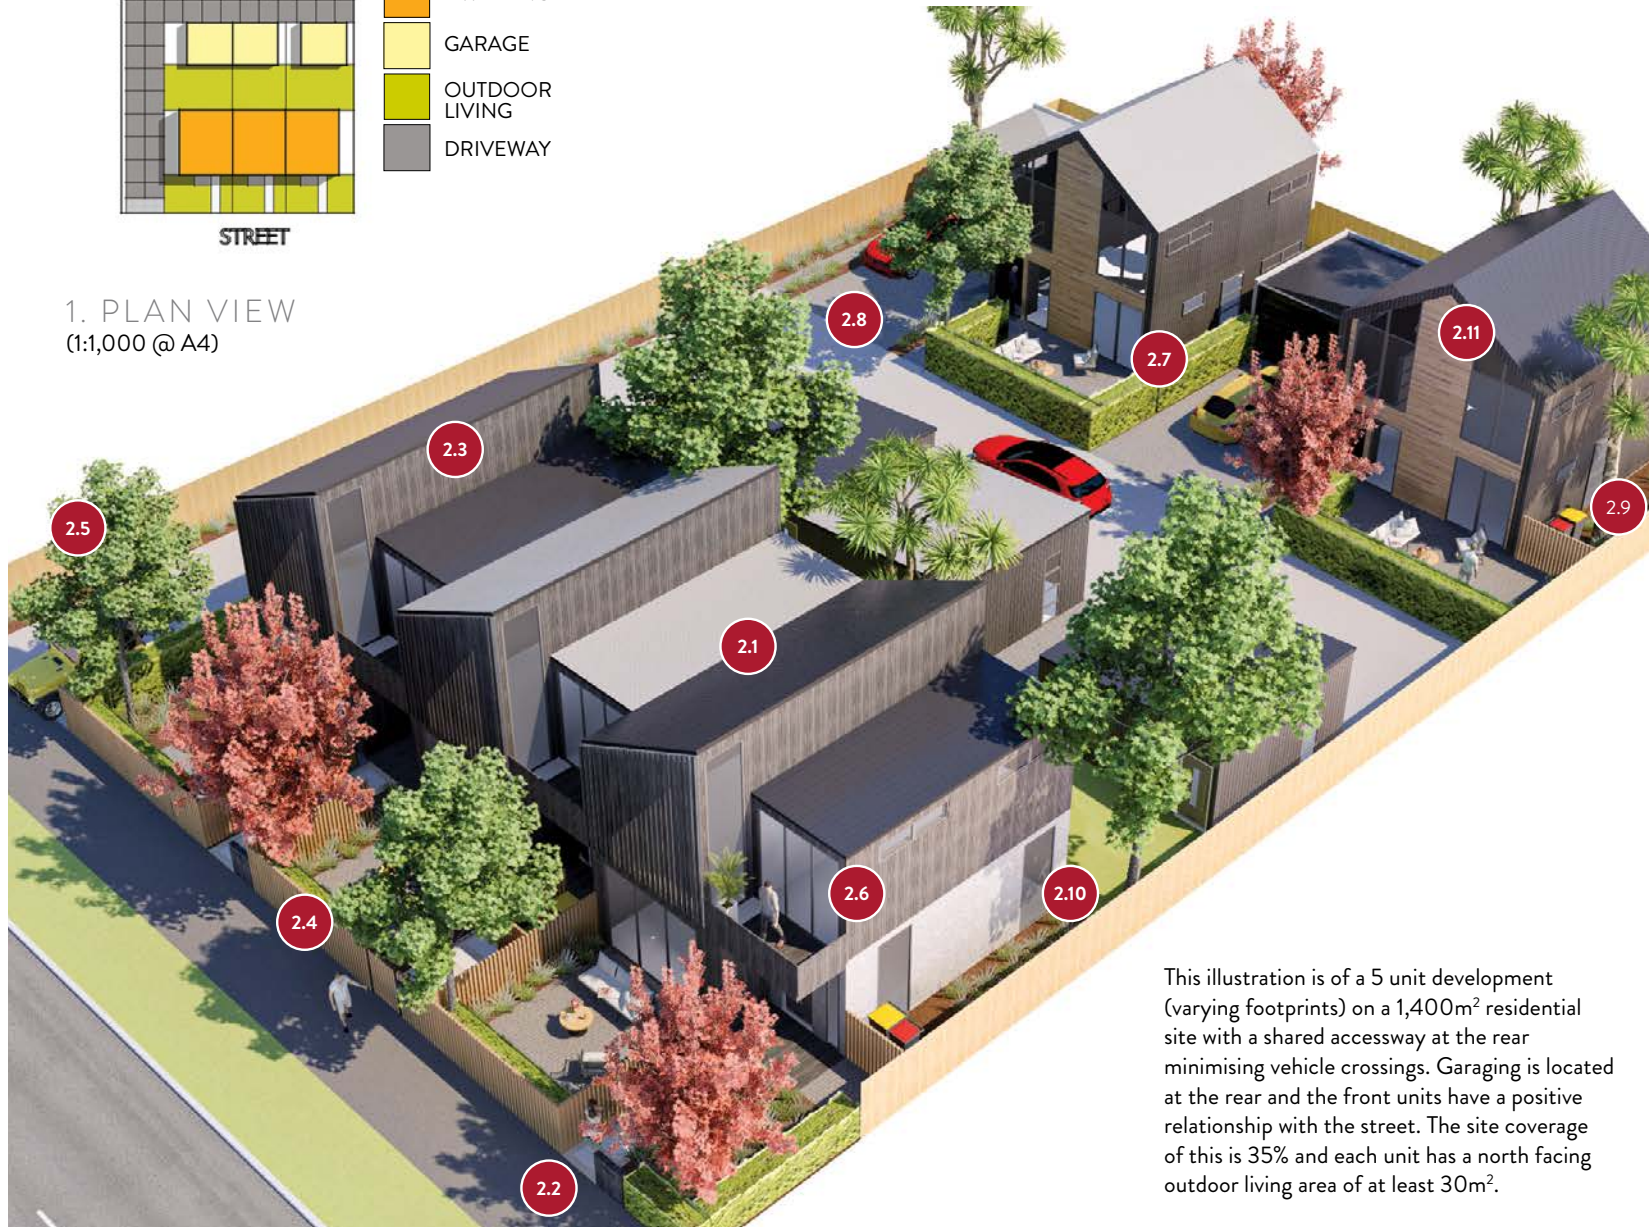 GARAGE
OUTDOOR
LIVING
DRIVEWAY
STREET
1. PLAN VIEW
(1:1,000 @ A4)
2.8
2.7
2.11
2.3
2.9
2.5
2.1
2.6
2.10
2.4
2.2
This illustration is of a 5 unit development
(varying footprints) on a 1,400m² residential
site with a shared accessway at the rear
minimising vehicle crossings. Garaging is located
at the rear and the front units have a positive
relationship with the street. The site coverage
of this is 35% and each unit has a north facing
outdoor living area of at least 30m².